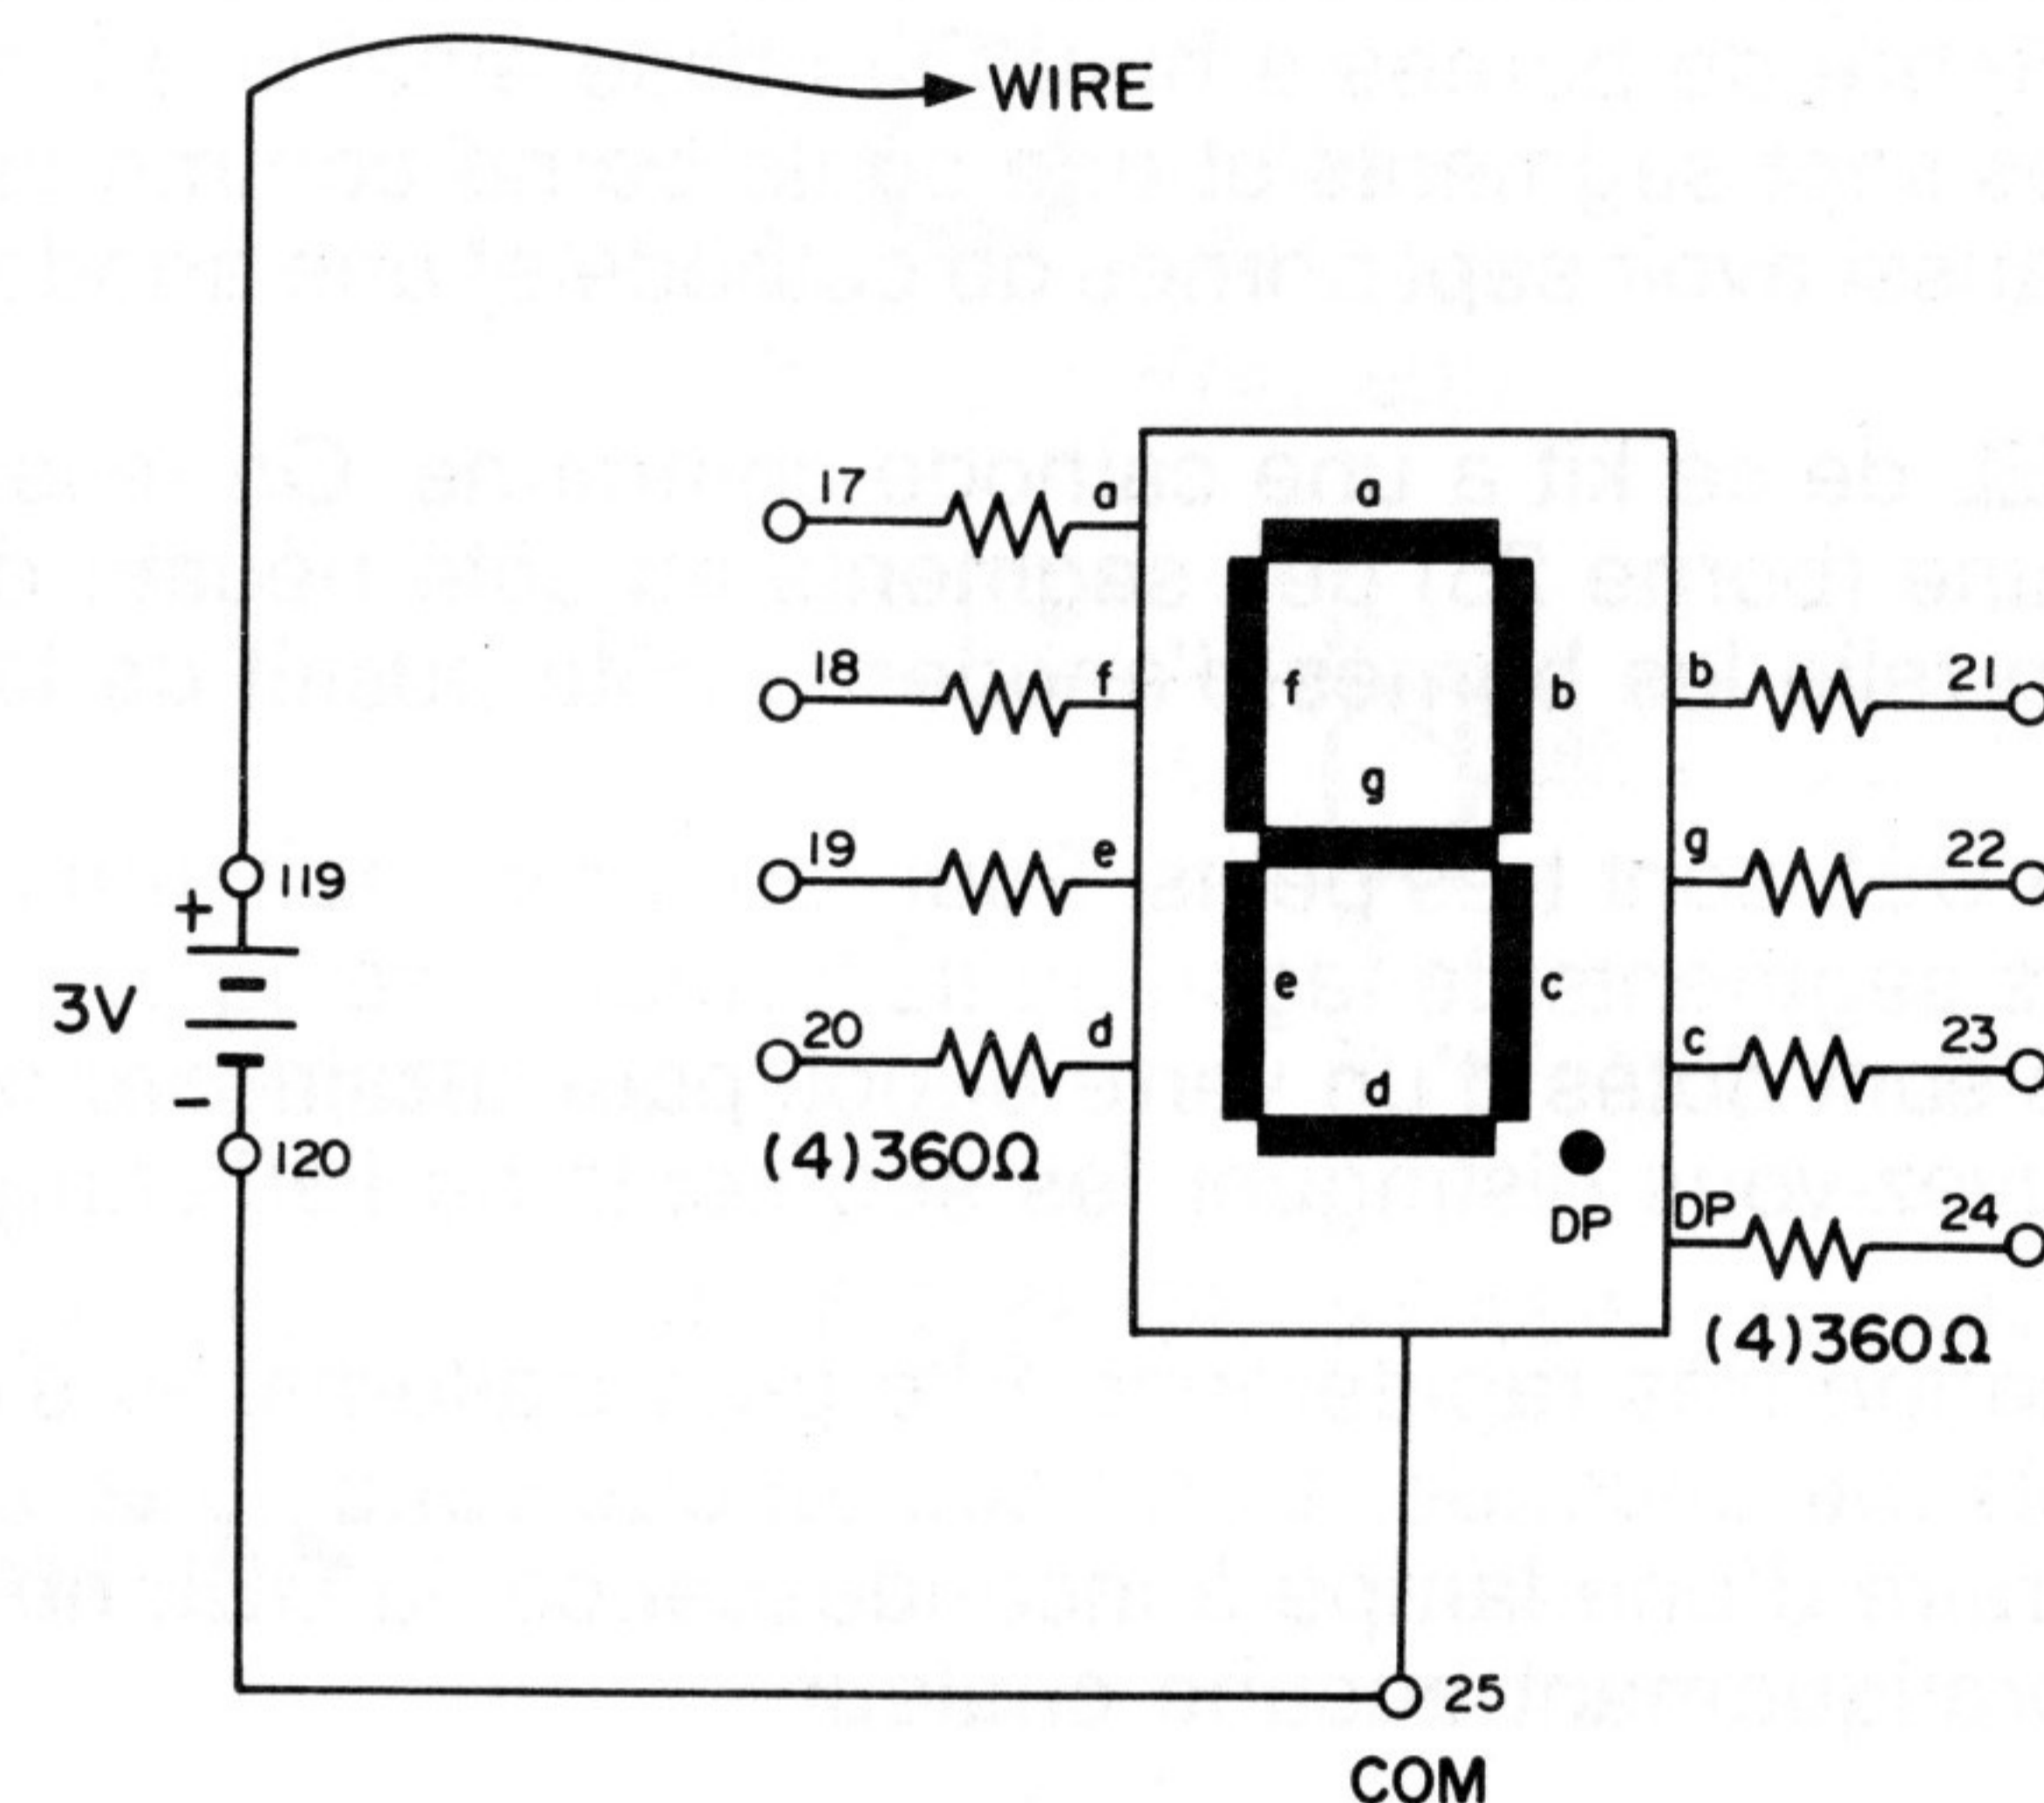 WIRE
17 a a
18 f f b b 21
g
119 19 e g 22
+
3V
e c
20 d d c 23
−
120
(4)360Ω
DP DP 24
(4)360Ω
25
COM